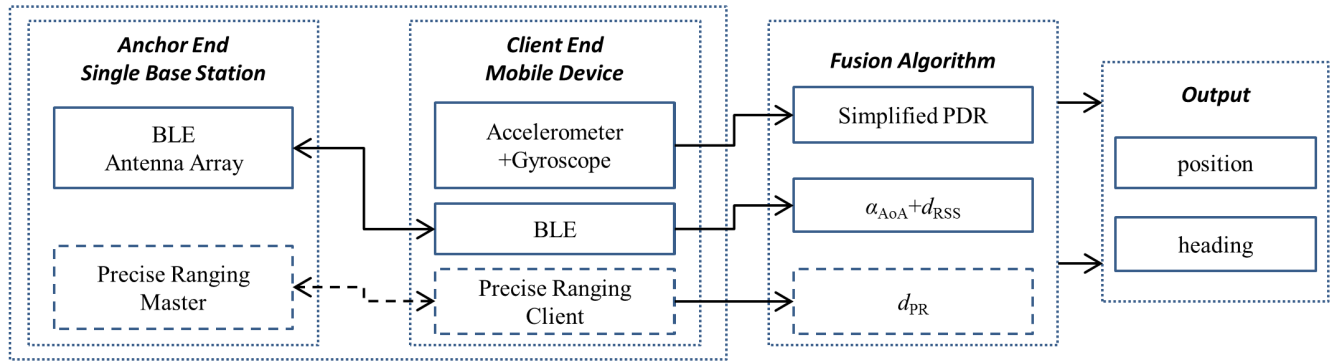 Anchor End
Single Base Station
BLE
Antenna Array
Precise Ranging
Master
Client End
Mobile Device
Accelerometer
+Gyroscope
BLE
Precise Ranging
Client
Fusion Algorithm
Simplified PDR
αAoA+dRSS
dPR
Output
position
heading